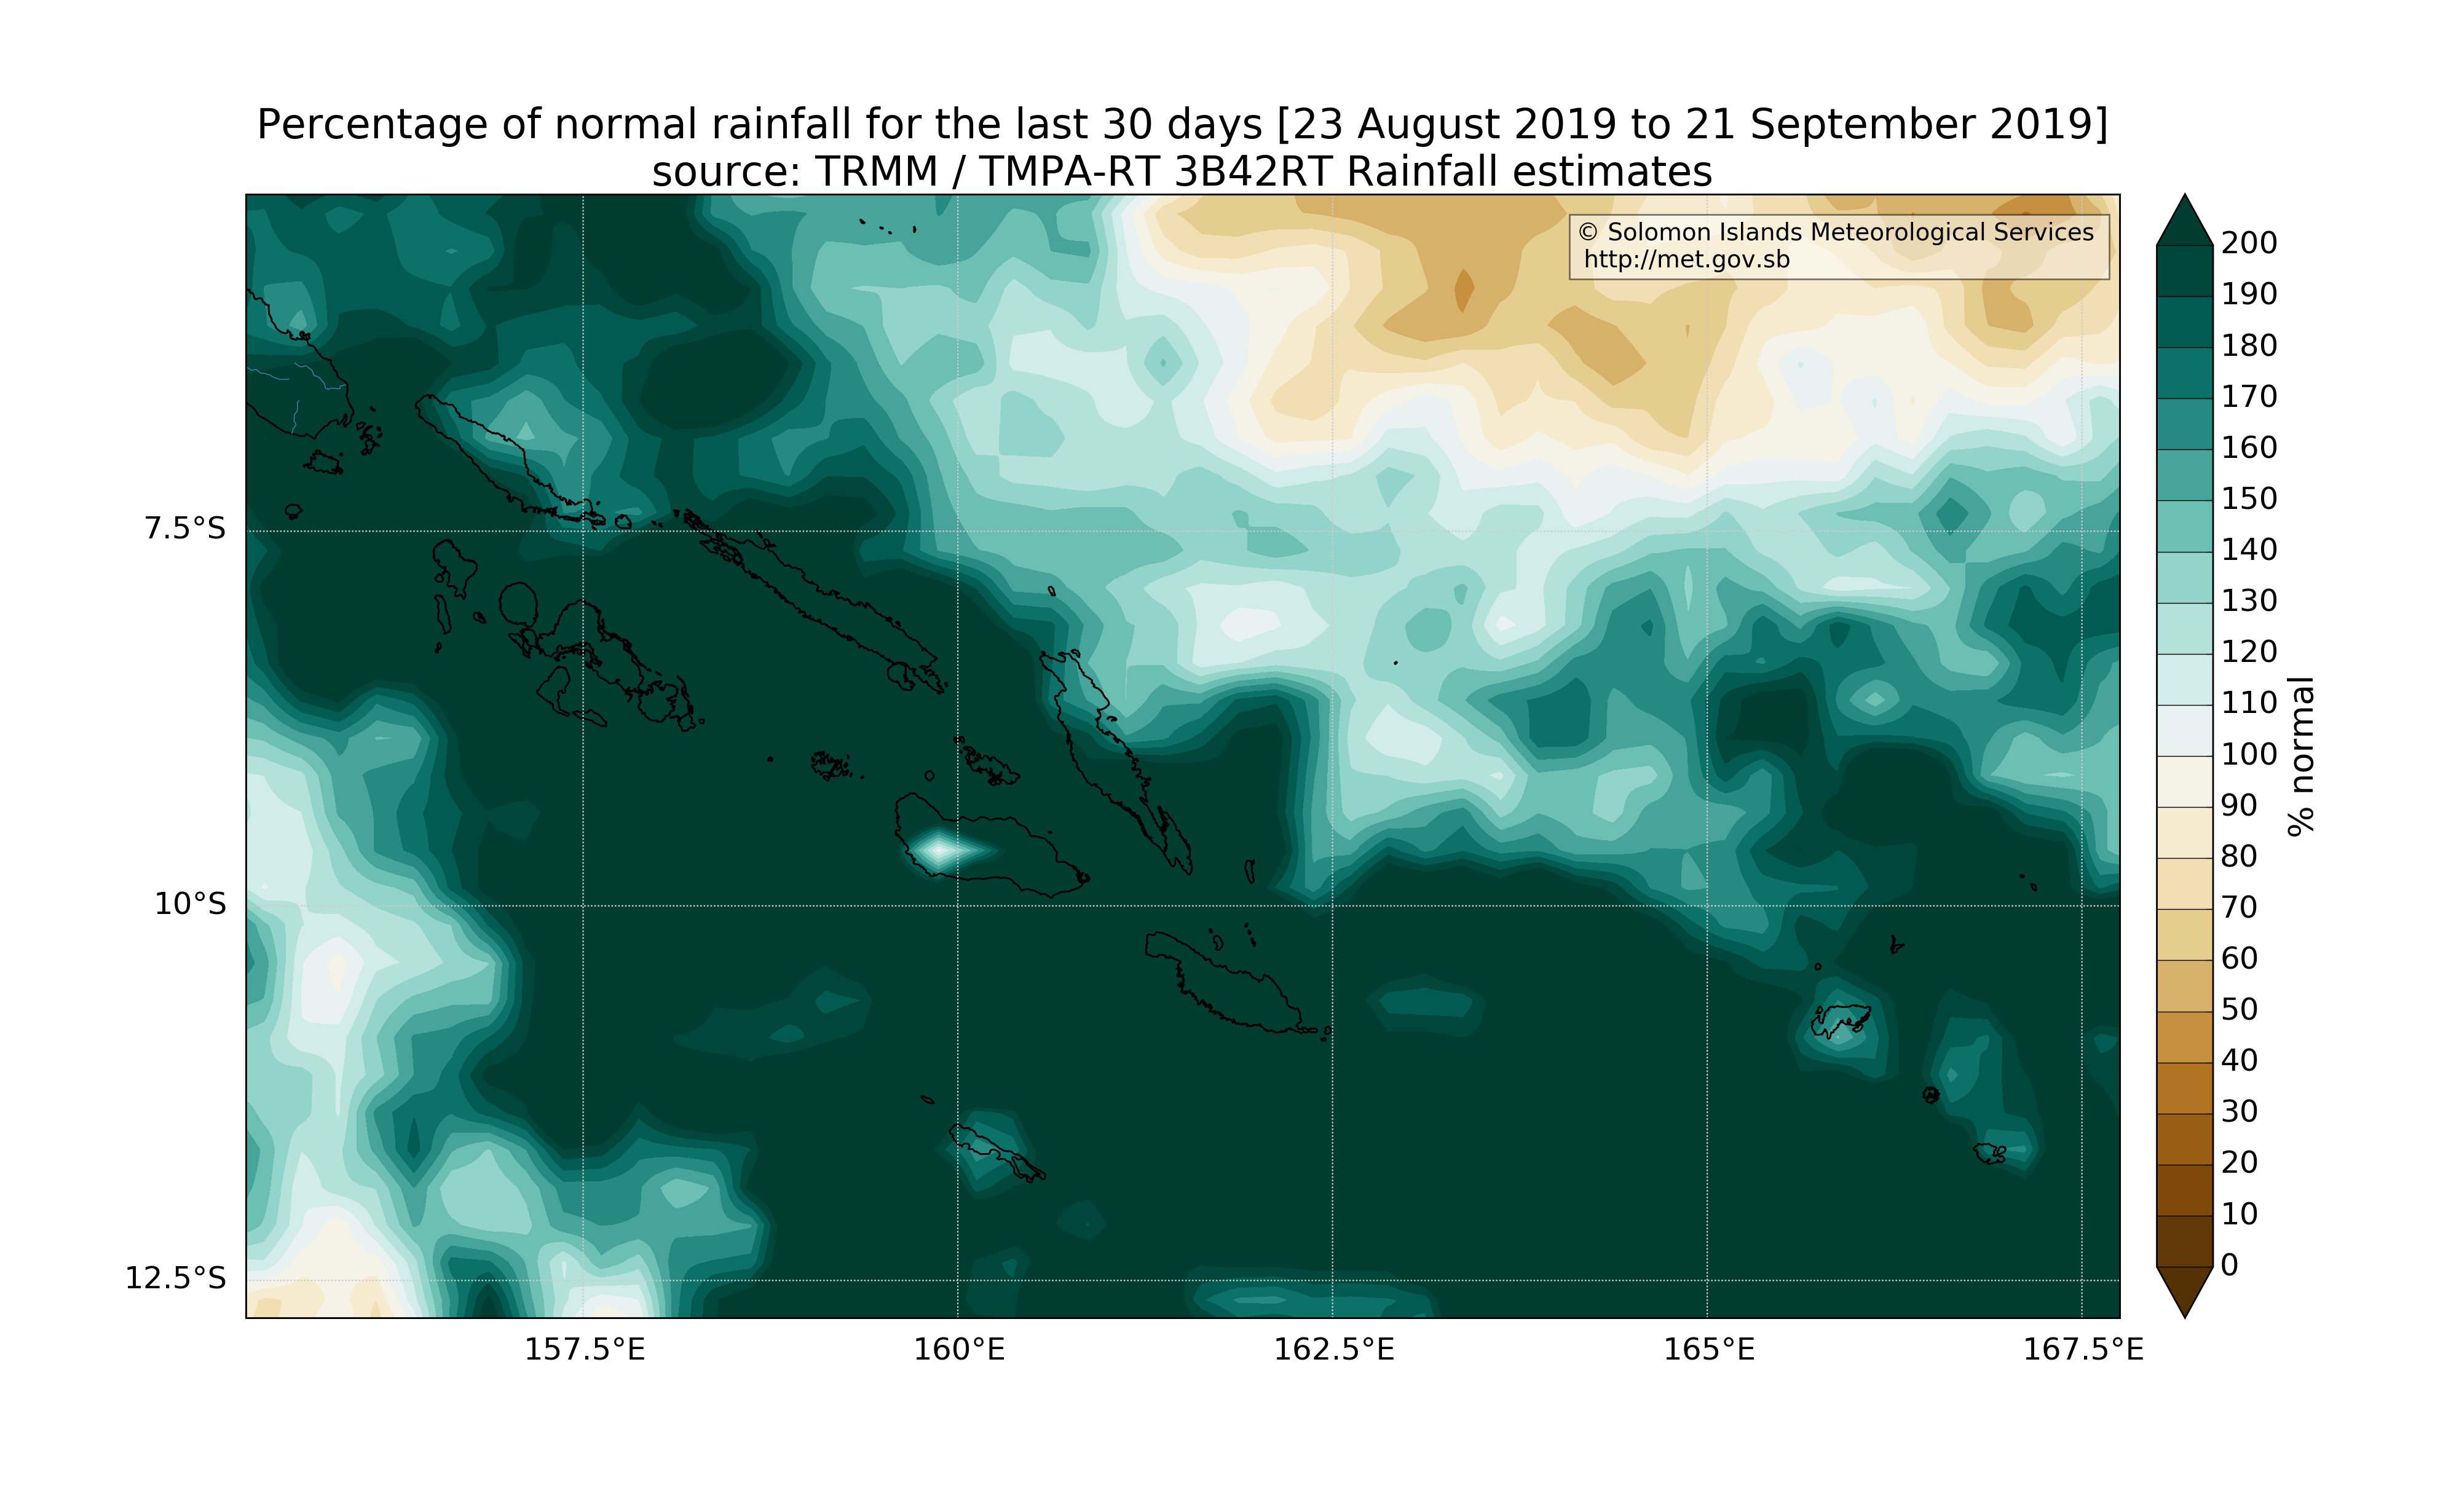 Percentage of normal rainfall for the last 30 days [23 August 2019 to 21 September 2019]
source: TRMM / TMPA-RT 3B42RT Rainfall estimates
© Solomon Islands Meteorological Services
http://met.gov.sb
7.5°S
10°S
12.5°S
157.5°E
160°E
162.5°E
165°E
167.5°E
200
190
180
170
160
150
140
130
120
110
100
90
80
70
60
50
40
30
20
10
0
% normal